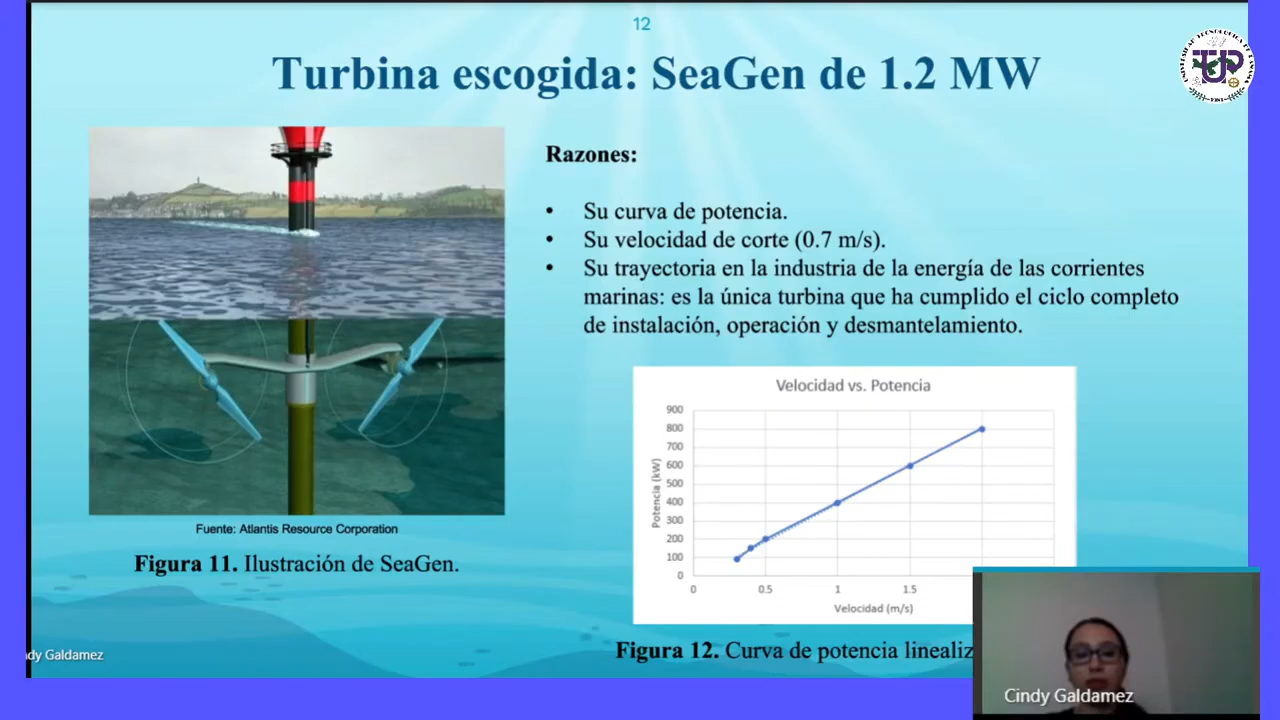 12
Turbina escogida: SeaGen de 1.2 MW
Razones:
• Su curva de potencia.
• Su velocidad de corte (0.7 m/s).
• Su trayectoria en la industria de la energía de las corrientes
marinas: es la única turbina que ha cumplido el ciclo completo
de instalación, operación y desmantelamiento.
Fuente: Atlantis Resource Corporation
Figura 11. Ilustración de SeaGen.
Velocidad vs. Potencia
Potencia (kW)
900
800
700
600
500
400
300
200
100
0
0 0.5 1 1.5
Velocidad (m/s)
Figura 12. Curva de potencia linealiz
dy Galdamez
Cindy Galdamez